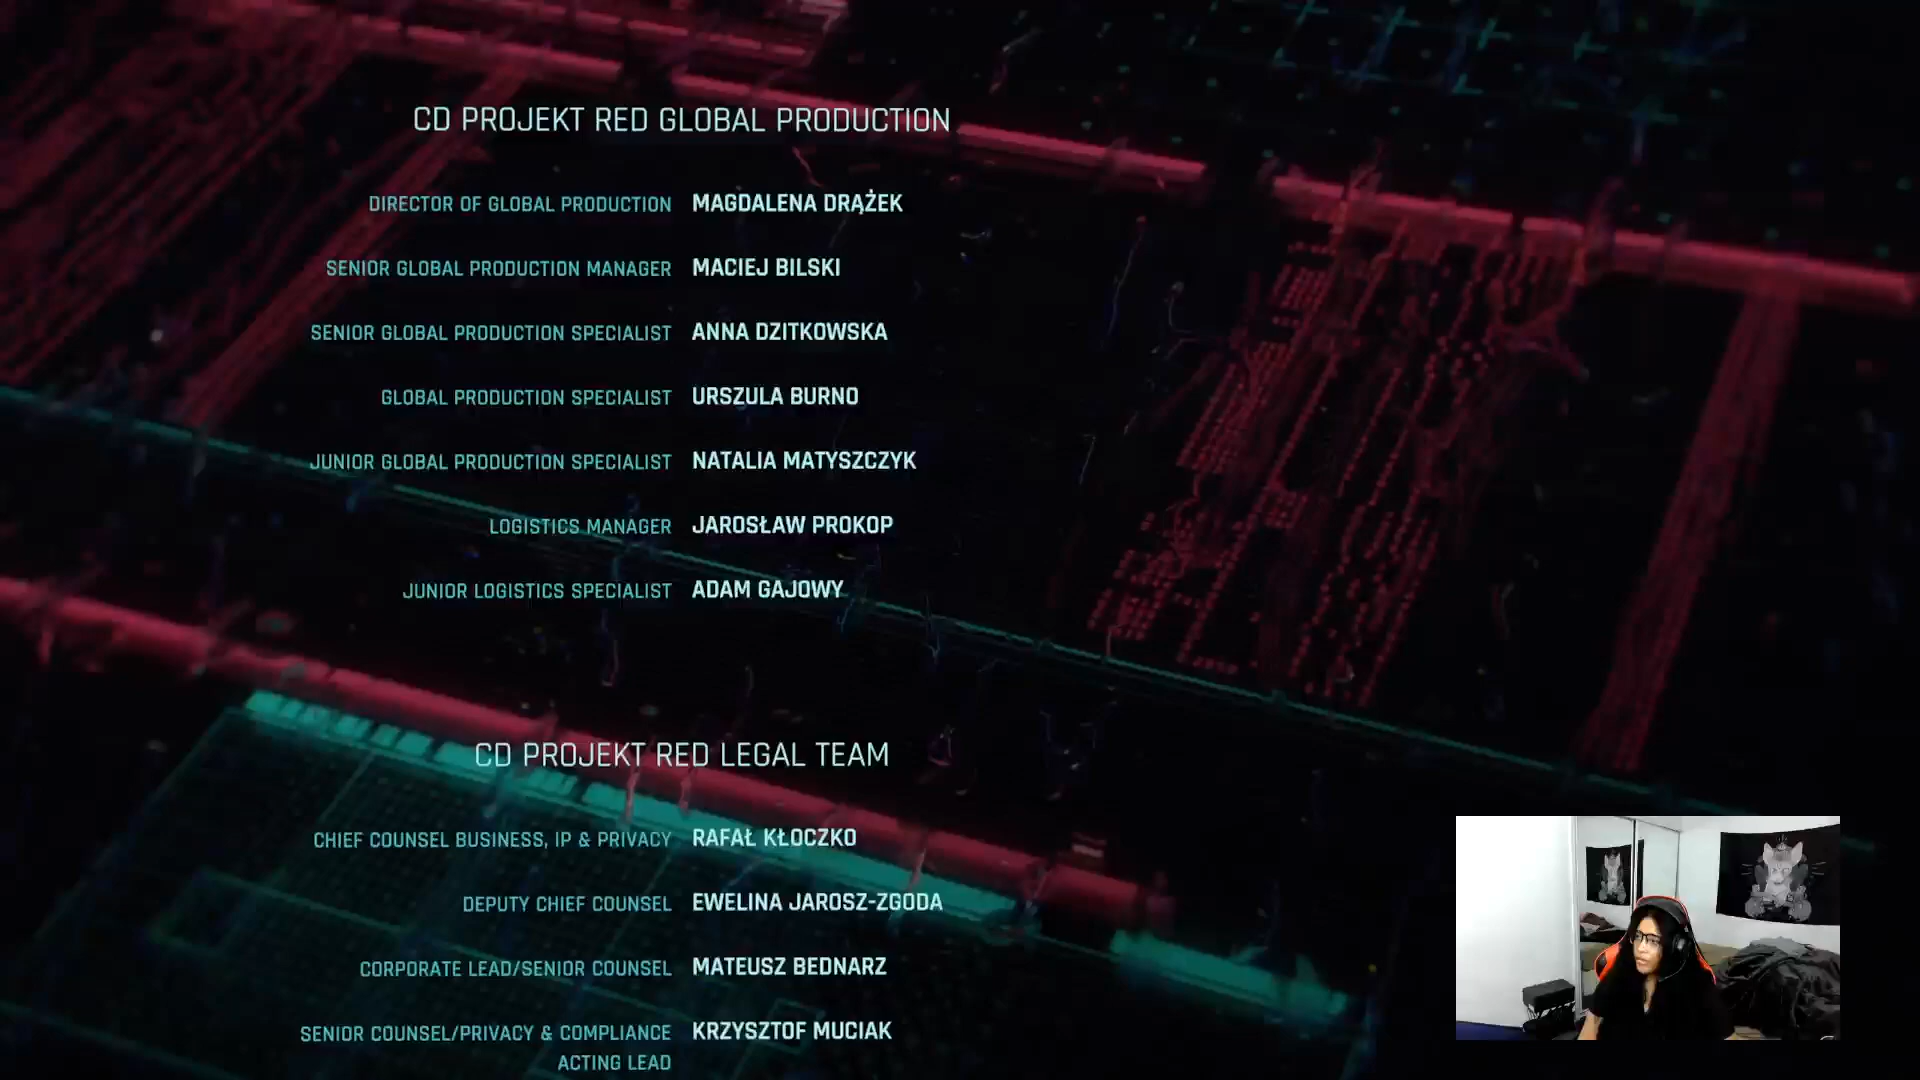 CD PROJEKT RED GLOBAL PRODUCTION
DIRECTOR OF GLOBAL PRODUCTION MAGDALENA DRĄŻEK
SENIOR GLOBAL PRODUCTION MANAGER MACIEJ BILSKI
SENIOR GLOBAL PRODUCTION SPECIALIST ANNA DZITKOWSKA
GLOBAL PRODUCTION SPECIALIST URSZULA BURNO
JUNIOR GLOBAL PRODUCTION SPECIALIST NATALIA MATYSZCZYK
LOGISTICS MANAGER JAROSŁAW PROKOP
JUNIOR LOGISTICS SPECIALIST ADAM GAJOWY
CD PROJEKT RED LEGAL TEAM
CHIEF COUNSEL BUSINESS, IP & PRIVACY RAFAŁ KŁOCZKO
DEPUTY CHIEF COUNSEL EWELINA JAROSZ-ZGODA
CORPORATE LEAD/SENIOR COUNSEL MATEUSZ BEDNARZ
SENIOR COUNSEL/PRIVACY & COMPLIANCE KRZYSZTOF MUCIAK
ACTING LEAD